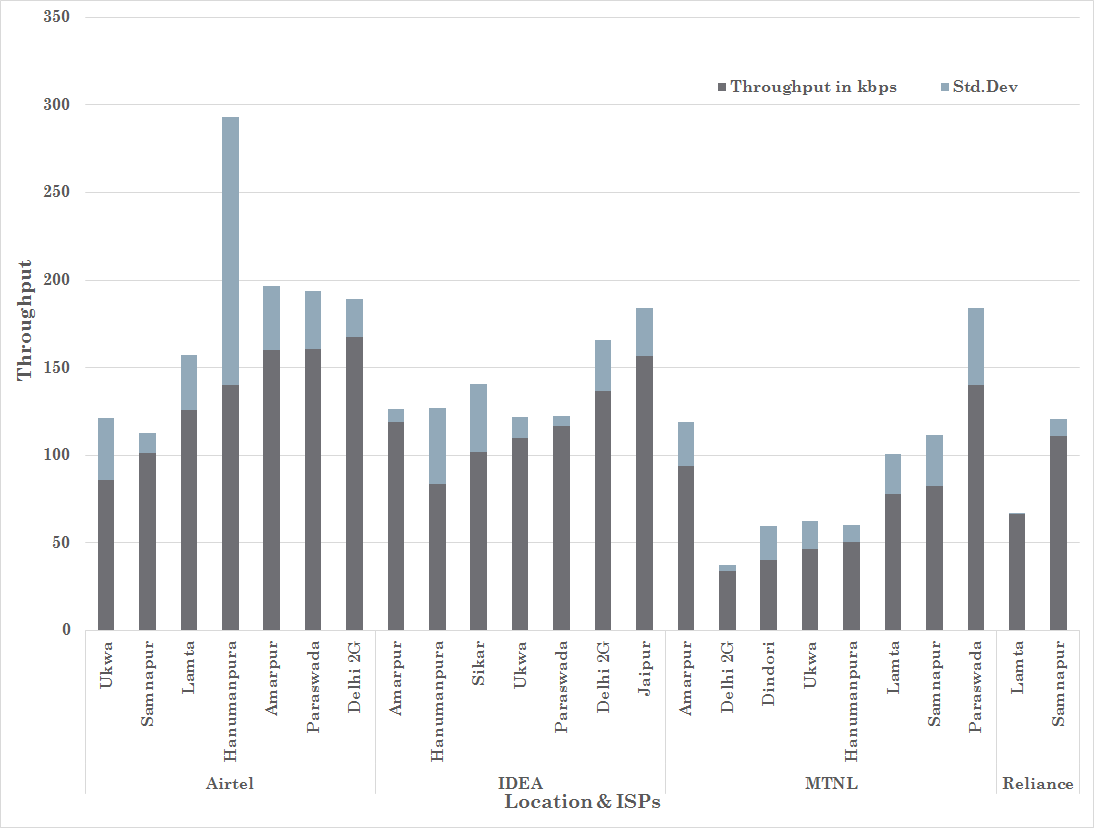 350
Throughput in kbps Std.Dev
300
250
200
150
100
50
0
Throughput
Ukwa Samnapur Lamta Hanumanpura Amarpur Paraswada Delhi 2G Amarpur Hanumanpura Sikar Ukwa Paraswada Delhi 2G Jaipur Amarpur Delhi 2G Dindori Ukwa Hanumanpura Lamta Samnapur Paraswada Lamta Samnapur
Airtel IDEA MTNL Reliance
Location & ISPs